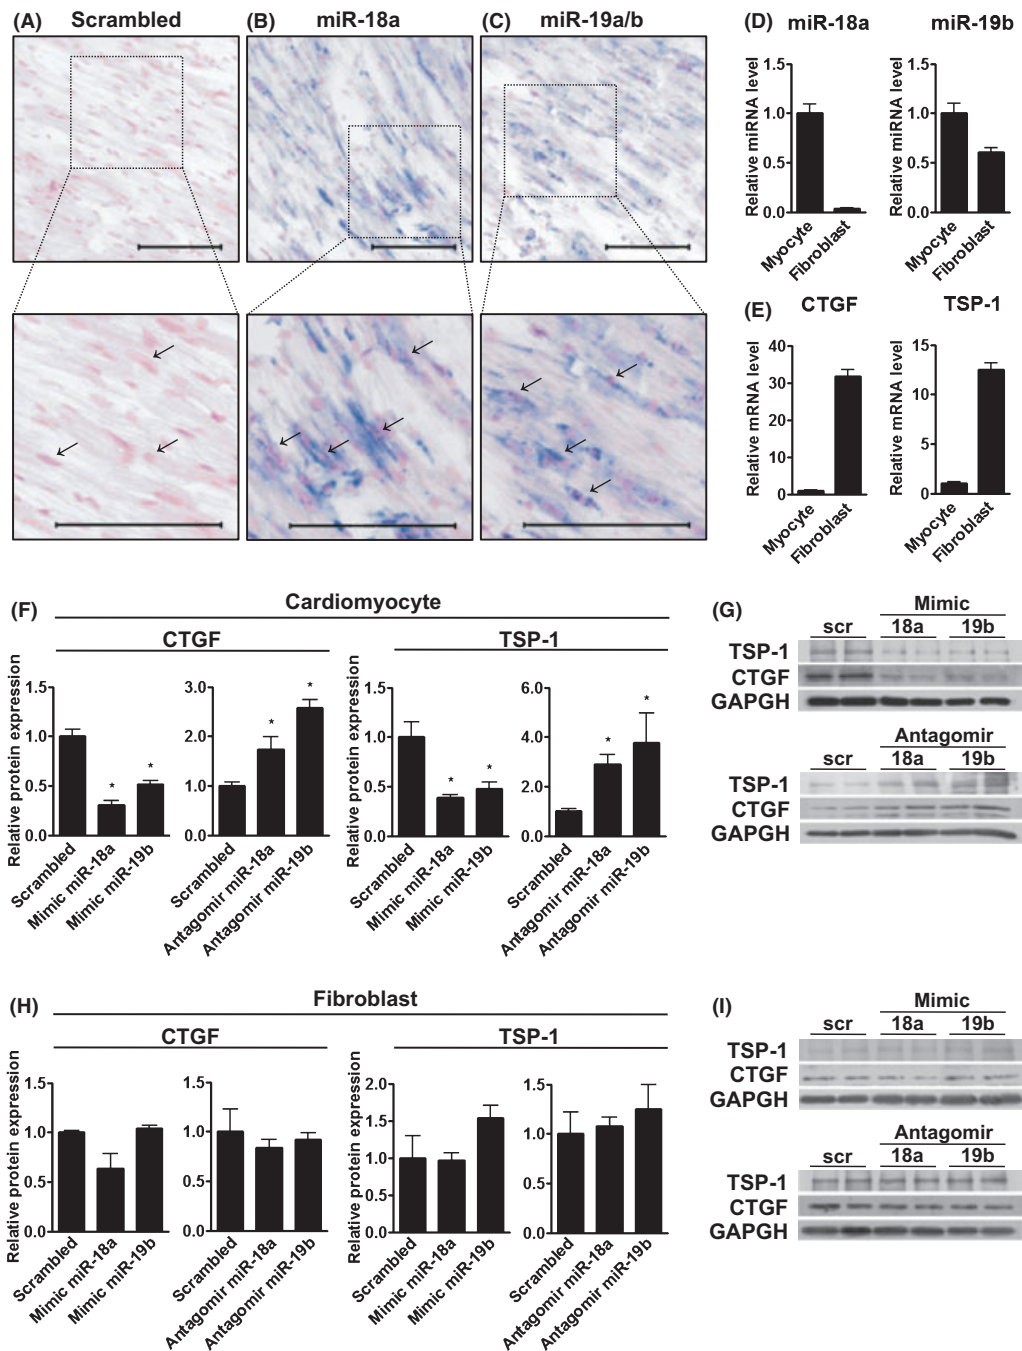 (A) Scrambled
(B) miR-18a
(C) miR-19a/b
(D) miR-18a miR-19b
Relative miRNA level
1.5
1.0
0.5
0.0
Myocyte
Fibroblast
Relative miRNA level
1.5
1.0
0.5
0.0
Myocyte
Fibroblast
(E) CTGF TSP-1
Relative mRNA level
40
30
20
10
0
Myocyte
Fibroblast
Relative mRNA level
15
10
5
0
Myocyte
Fibroblast
(F) Cardiomyocyte
CTGF
TSP-1
Relative protein expression
1.5
1.0
0.5
0.0
* *
Scrambled
Mimic miR-18a
Mimic miR-19b
3.0
2.0
1.0
0.0
* *
Scrambled
Antagomir miR-18a
Antagomir miR-19b
Relative protein expression
1.5
1.0
0.5
0.0
* *
Scrambled
Mimic miR-18a
Mimic miR-19b
6.0
4.0
2.0
0.0
* *
Scrambled
Antagomir miR-18a
Antagomir miR-19b
(G) Mimic
scr 18a 19b
TSP-1
CTGF
GAPGH
Antagomir
scr 18a 19b
TSP-1
CTGF
GAPGH
(H) Fibroblast
CTGF
TSP-1
Relative protein expression
1.5
1.0
0.5
0.0
Scrambled
Mimic miR-18a
Mimic miR-19b
1.5
1.0
0.5
0.0
Scrambled
Antagomir miR-18a
Antagomir miR-19b
Relative protein expression
2.0
1.5
1.0
0.5
0.0
Scrambled
Mimic miR-18a
Mimic miR-19b
1.5
1.0
0.5
0.0
Scrambled
Antagomir miR-18a
Antagomir miR-19b
(I) Mimic
scr 18a 19b
TSP-1
CTGF
GAPGH
Antagomir
scr 18a 19b
TSP-1
CTGF
GAPGH